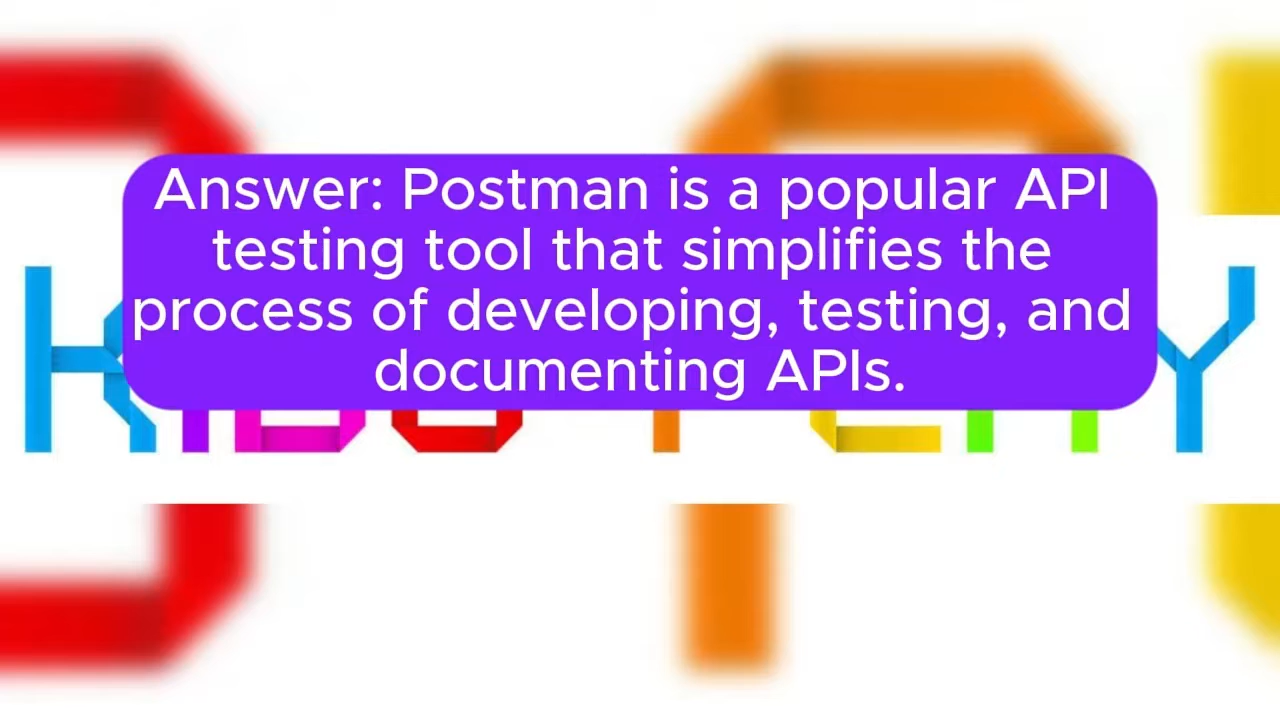 Answer: Postman is a popular API
testing tool that simplifies the
process of developing, testing, and
documenting APIs.